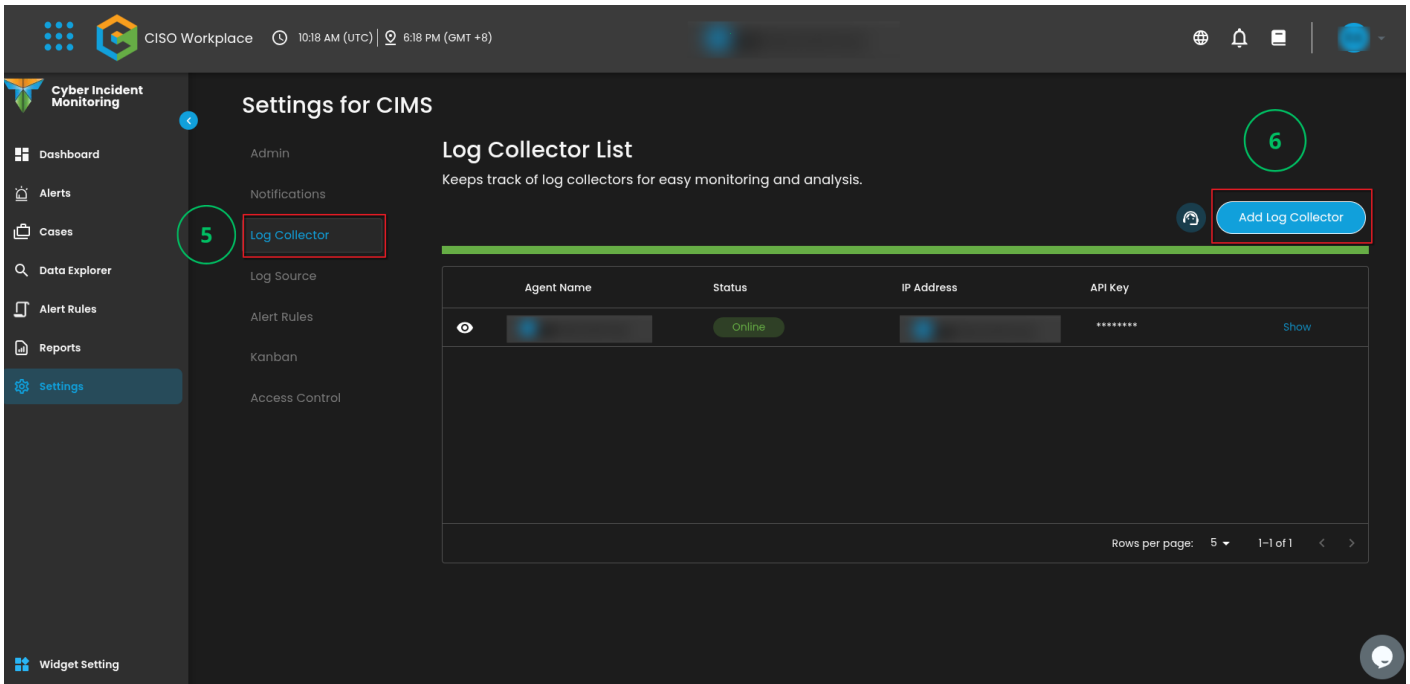 CISO Workplace 10:18 AM (UTC) 6:18 PM (GMT +8)
Cyber Incident
Monitoring
Dashboard
Alerts
Cases
Data Explorer
Alert Rules
Reports
Settings
Widget Setting
Settings for CIMS
Admin
Notifications
5
Log Collector
Log Source
Alert Rules
Kanban
Access Control
Log Collector List
Keeps track of log collectors for easy monitoring and analysis.
6
Add Log Collector
Agent Name Status IP Address API Key
Online ******** Show
Rows per page: 5 1-1 of 1